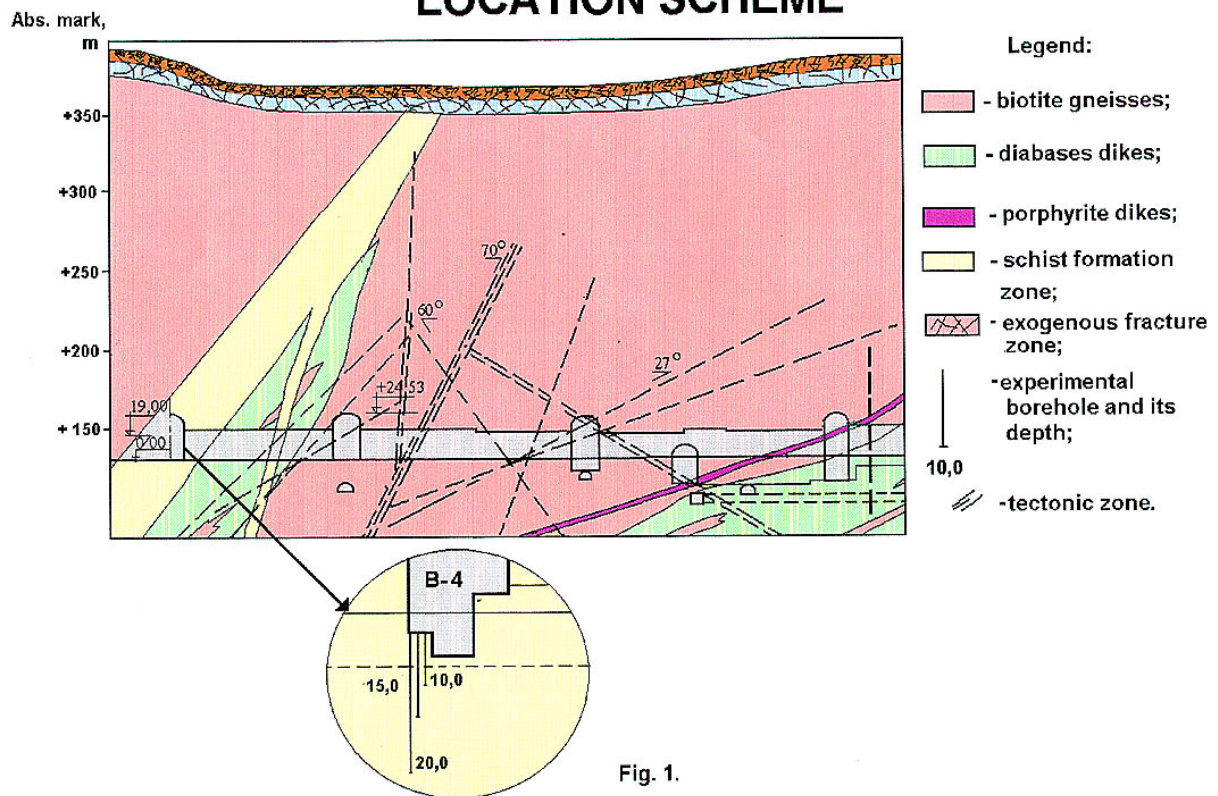 LOCATION SCHEME
Abs. mark,
m
+350
+300
+250
+200
+150
19,00
0,00
+24,53
60°
70°
27°
Legend:
- biotite gneisses;
- diabases dikes;
- porphyrite dikes;
- schist formation
zone;
- exogenous fracture
zone;
-experimental
borehole and its
depth;
10,0
-tectonic zone.
B-4
15,0
10,0
20,0
Fig. 1.